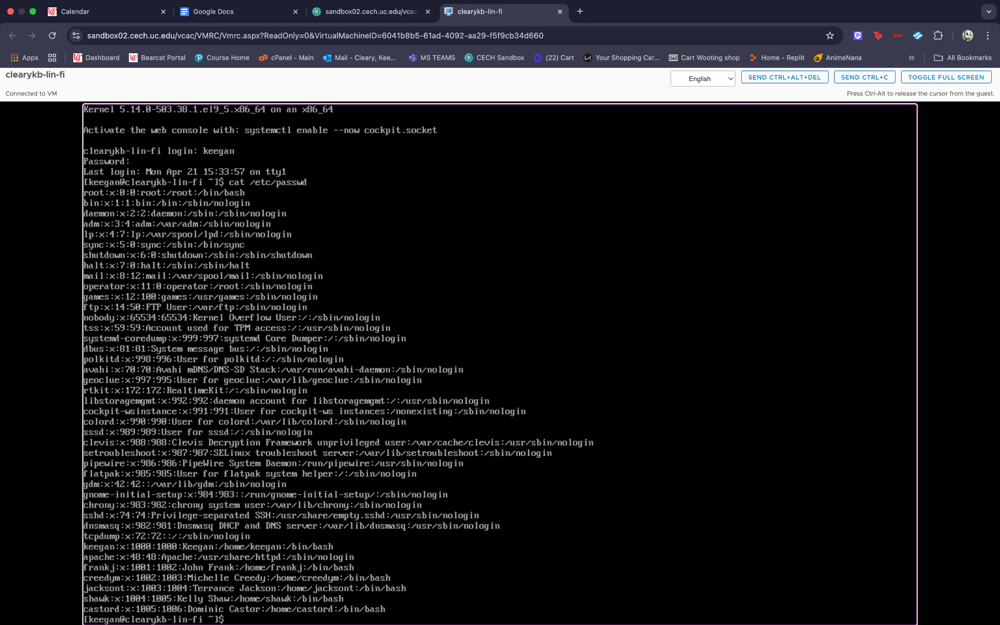 Calendar
Google Docs
sandbox02.cech.uc.edu/vcac/
clearykb-lin-fi
sandbox02.cech.uc.edu/vcac/VMRC/Vmrc.aspx?ReadOnly=0&VirtualMachineID=6041b8b5-61ad-4092-aa29-f5f9cb34d660
Apps
Dashboard
Bearcat Portal
Course Home
cPanel - Main
Mail - Cleary, Kee...
MS TEAMS
CECH Sandbox
(22) Cart
Your Shopping Car...
Cart Wooting shop
Home - Replit
AnimeNana
All Bookmarks
clearykb-lin-fi
English
SEND CTRL+ALT+DEL
SEND CTRL+C
TOGGLE FULL SCREEN
Connected to VM
Press Ctrl-Alt to release the cursor from the guest.
Kernel 5.14.0-503.38.1.el9_5.x86_64 on an x86_64
Activate the web console with: systemctl enable --now cockpit.socket
clearykb-lin-fi login: keegan
Password:
Last login: Mon Apr 21 15:33:57 on tty1
[keegan@clearykb-lin-fi ~]$ cat /etc/passwd
root:x:0:0:root:/root:/bin/bash
bin:x:1:1:bin:/bin:/sbin/nologin
daemon:x:2:2:daemon:/sbin:/sbin/nologin
adm:x:3:4:adm:/var/adm:/sbin/nologin
lp:x:4:7:lp:/var/spool/lpd:/sbin/nologin
sync:x:5:0:sync:/sbin:/bin/sync
shutdown:x:6:0:shutdown:/sbin:/sbin/shutdown
halt:x:7:0:halt:/sbin:/sbin/halt
mail:x:8:12:mail:/var/spool/mail:/sbin/nologin
operator:x:11:0:operator:/root:/sbin/nologin
games:x:12:100:games:/usr/games:/sbin/nologin
ftp:x:14:50:FTP User:/var/ftp:/sbin/nologin
nobody:x:65534:65534:Kernel Overflow User:/:/sbin/nologin
tss:x:59:59:Account used for TPM access:/:/usr/sbin/nologin
systemd-coredump:x:999:997:systemd Core Dumper:/:/sbin/nologin
dbus:x:81:81:System message bus:/:/sbin/nologin
polkitd:x:998:996:User for polkitd:/:/sbin/nologin
avahi:x:70:70:Avahi mDNS/DNS-SD Stack:/var/run/avahi-daemon:/sbin/nologin
geoclue:x:997:995:User for geoclue:/var/lib/geoclue:/sbin/nologin
rtkit:x:172:172:RealtimeKit:/:/sbin/nologin
libstoragemgmt:x:992:992:daemon account for libstoragemgmt:/:/usr/sbin/nologin
cockpit-wsinstance:x:991:991:User for cockpit-ws instances:/nonexisting:/sbin/nologin
colord:x:990:990:User for colord:/var/lib/colord:/sbin/nologin
sssd:x:989:989:User for sssd:/:/sbin/nologin
clevis:x:988:988:Clevis Decryption Framework unprivileged user:/var/cache/clevis:/usr/sbin/nologin
setroubleshoot:x:987:987:SELinux troubleshoot server:/var/lib/setroubleshoot:/sbin/nologin
pipewire:x:986:986:PipeWire System Daemon:/run/pipewire:/usr/sbin/nologin
flatpak:x:985:985:User for flatpak system helper:/:/sbin/nologin
gdm:x:42:42::/var/lib/gdm:/sbin/nologin
gnome-initial-setup:x:984:983::/run/gnome-initial-setup/:/sbin/nologin
chrony:x:983:982:chrony system user:/var/lib/chrony:/sbin/nologin
sshd:x:74:74:Privilege-separated SSH:/usr/share/empty.sshd:/usr/sbin/nologin
dnsmasq:x:982:981:Dnsmasq DHCP and DNS server:/var/lib/dnsmasq:/usr/sbin/nologin
tcpdump:x:72:72::/:/sbin/nologin
keegan:x:1000:1000:Keegan:/home/keegan:/bin/bash
apache:x:48:48:Apache:/usr/share/httpd:/sbin/nologin
frankj:x:1001:1002:John Frank:/home/frankj:/bin/bash
creedym:x:1002:1003:Michelle Creedy:/home/creedym:/bin/bash
jacksont:x:1003:1004:Terrance Jackson:/home/jacksont:/bin/bash
shawk:x:1004:1005:Kelly Shaw:/home/shawk:/bin/bash
castord:x:1005:1006:Dominic Castor:/home/castord:/bin/bash
[keegan@clearykb-lin-fi ~]$